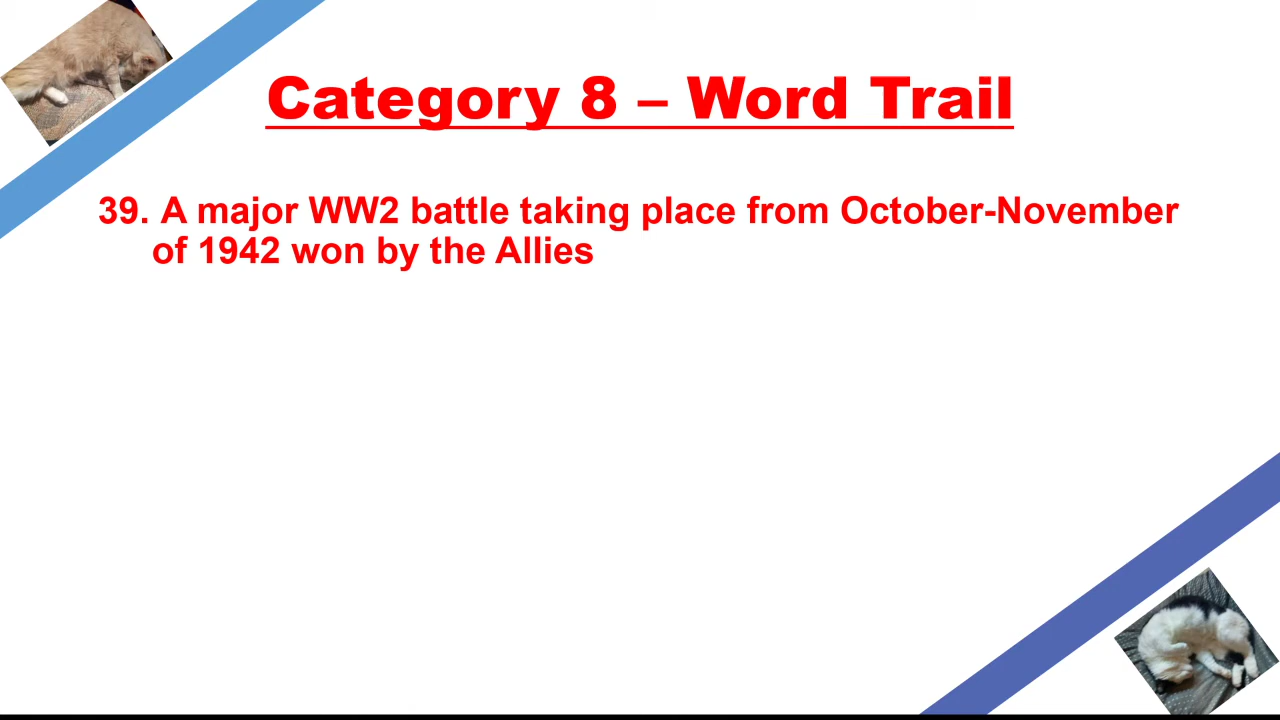 Category 8 – Word Trail
39. A major WW2 battle taking place from October-November
of 1942 won by the Allies